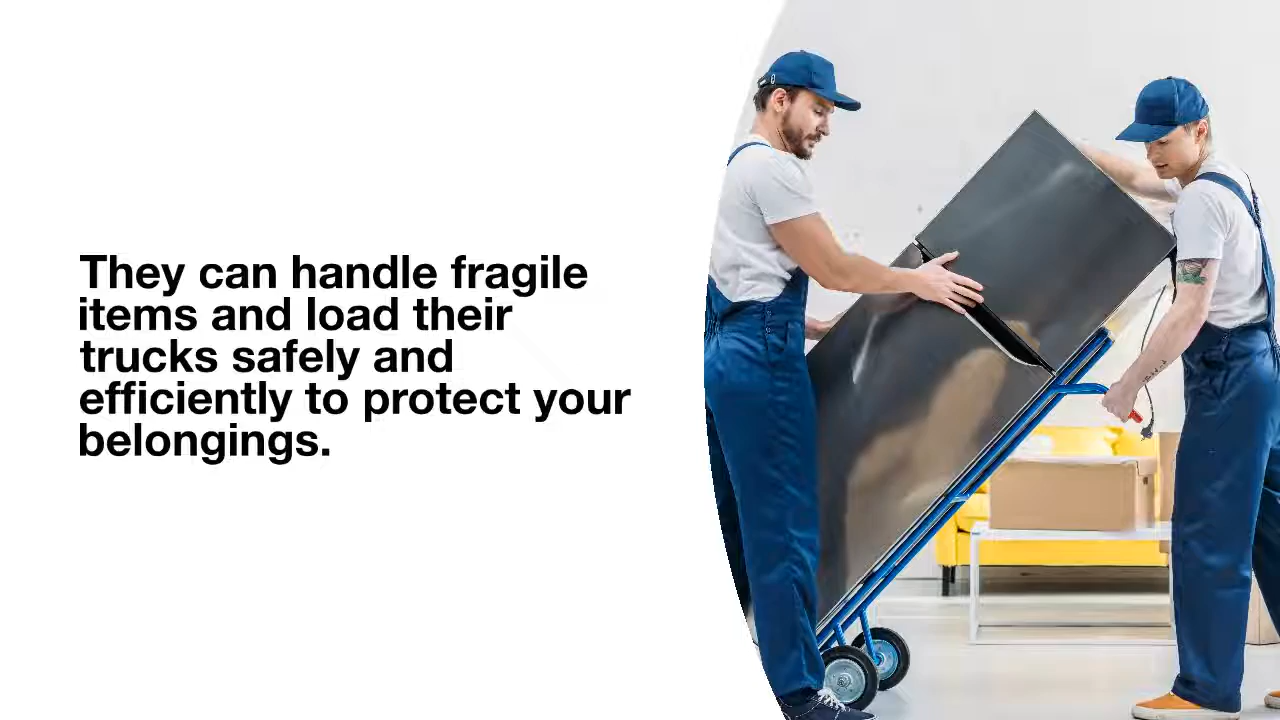 They can handle fragile
items and load their
trucks safely and
efficiently to protect your
belongings.